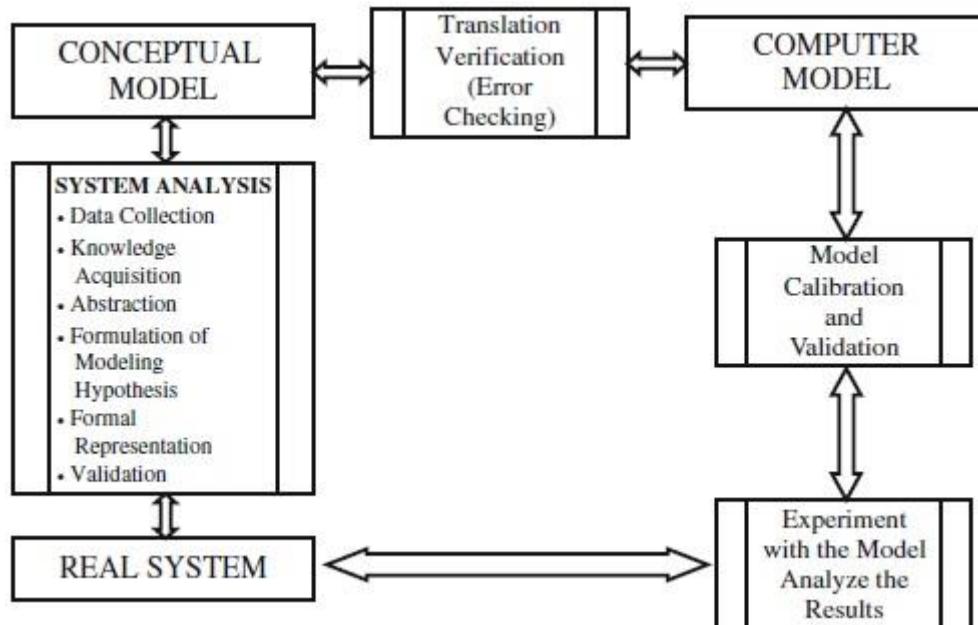 CONCEPTUAL
MODEL
Translation
Verification
(Error
Checking)
COMPUTER
MODEL
SYSTEM ANALYSIS
• Data Collection
• Knowledge
Acquisition
• Abstraction
• Formulation of
Modeling
Hypothesis
• Formal
Representation
• Validation
Model
Calibration
and
Validation
REAL SYSTEM
Experiment
with the Model
Analyze the
Results